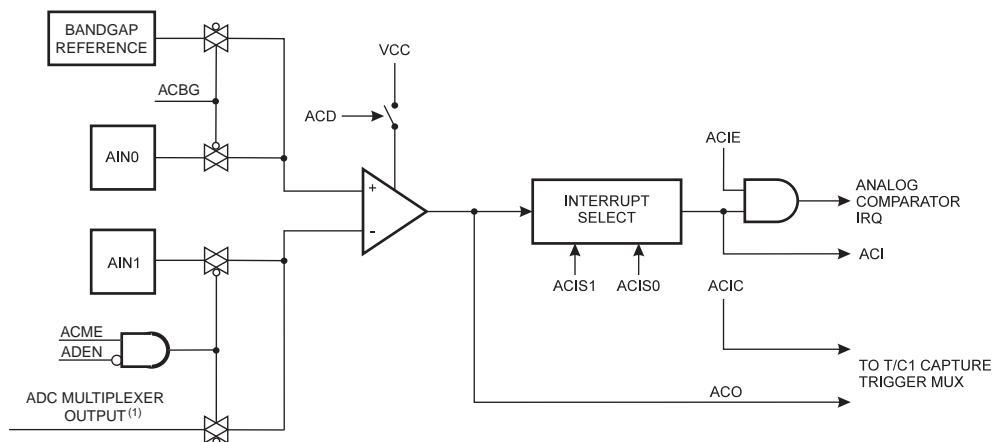 BANDGAP
REFERENCE
VCC
ACBG
ACD
ACIE
AIN0
+
INTERRUPT
SELECT
ANALOG
COMPARATOR
IRQ
-
AIN1
ACI
ACIS1 ACIS0 ACIC
ACME
ADEN
TO T/C1 CAPTURE
TRIGGER MUX
ADC MULTIPLEXER
OUTPUT(1)
ACO